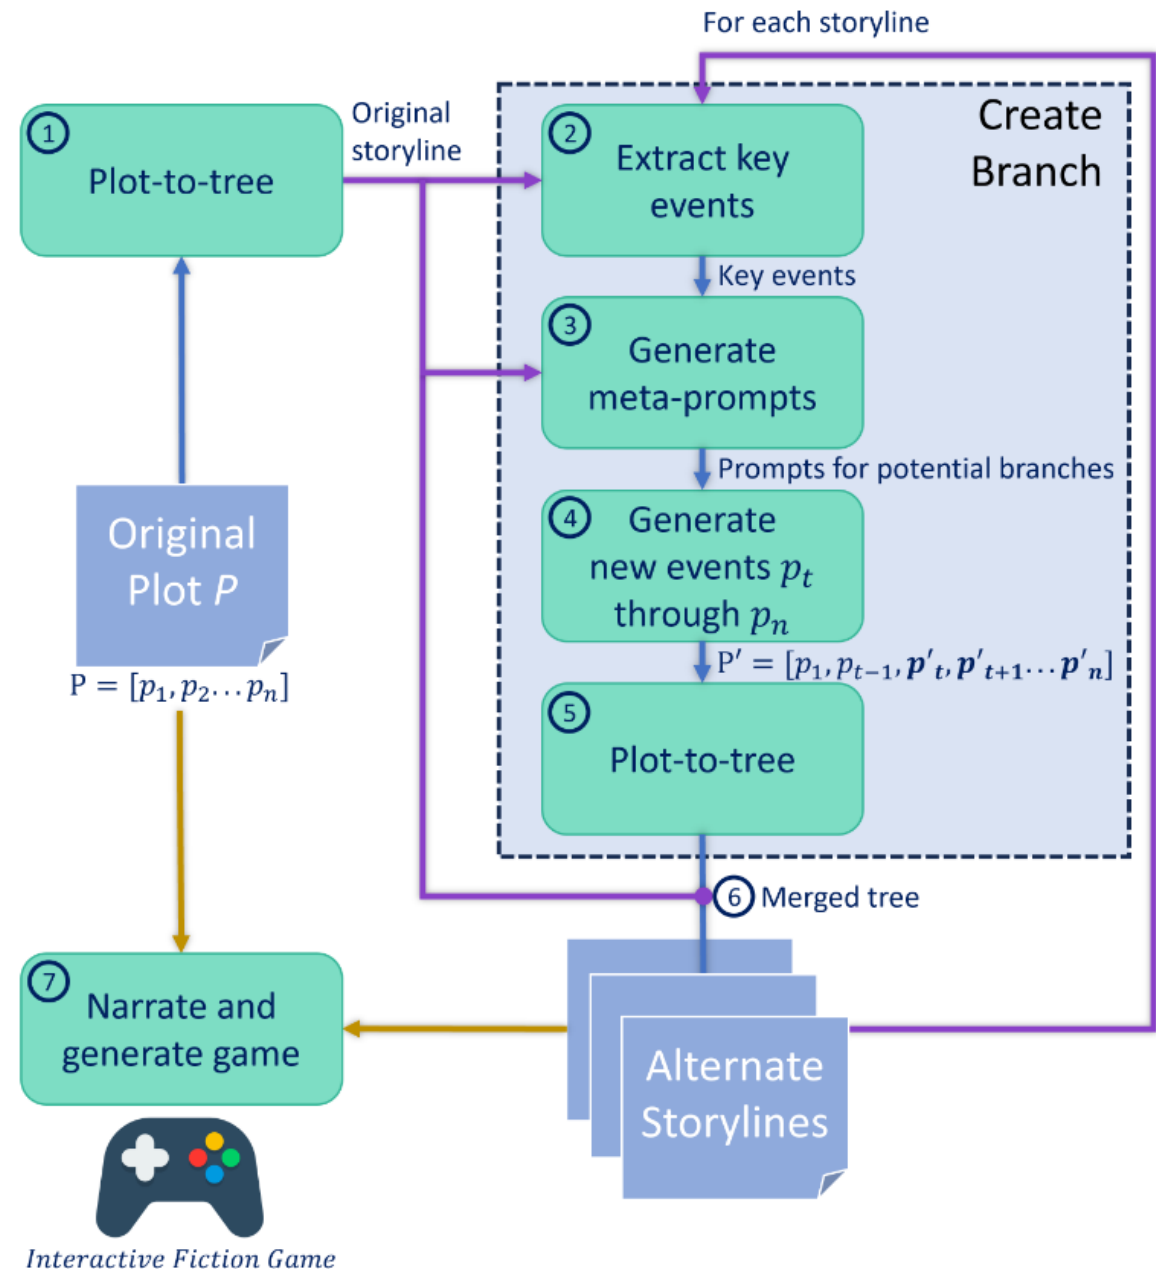 For each storyline
Create
Branch
1
Plot-to-tree
Original
storyline
2
Extract key
events
Key events
3
Generate
meta-prompts
Prompts for potential branches
4
Generate
new events pₜ
through pₙ
P′ = [p₁, pₜ₋₁, p′ₜ, p′ₜ₊₁… p′ₙ]
5
Plot-to-tree
6 Merged tree
Original
Plot P
P = [p₁, p₂… pₙ]
7
Narrate and
generate game
Alternate
Storylines
Interactive Fiction Game